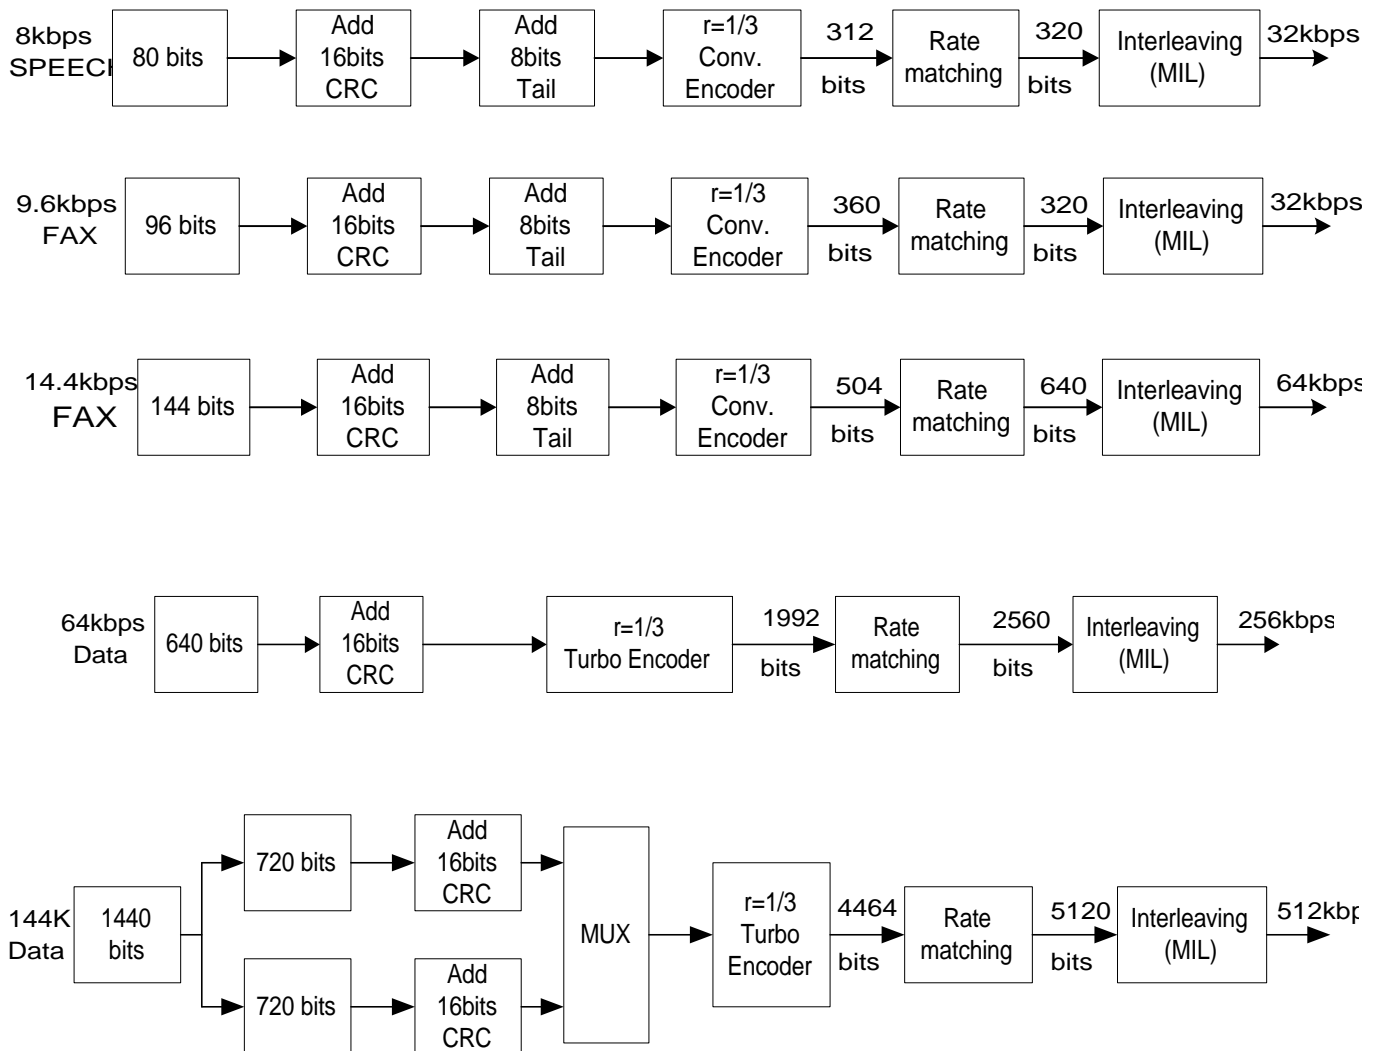 8kbps
SPEECH
80 bits
Add
16bits
CRC
Add
8bits
Tail
r=1/3
Conv.
Encoder
312
bits
Rate
matching
320
bits
Interleaving
(MIL)
32kbps
9.6kbps
FAX
96 bits
Add
16bits
CRC
Add
8bits
Tail
r=1/3
Conv.
Encoder
360
bits
Rate
matching
320
bits
Interleaving
(MIL)
32kbps
14.4kbps
FAX
144 bits
Add
16bits
CRC
Add
8bits
Tail
r=1/3
Conv.
Encoder
504
bits
Rate
matching
640
bits
Interleaving
(MIL)
64kbps
64kbps
Data
640 bits
Add
16bits
CRC
r=1/3
Turbo Encoder
1992
bits
Rate
matching
2560
bits
Interleaving
(MIL)
256kbps
144K
Data
1440
bits
720 bits
Add
16bits
CRC
720 bits
Add
16bits
CRC
MUX
r=1/3
Turbo
Encoder
4464
bits
Rate
matching
5120
bits
Interleaving
(MIL)
512kbp